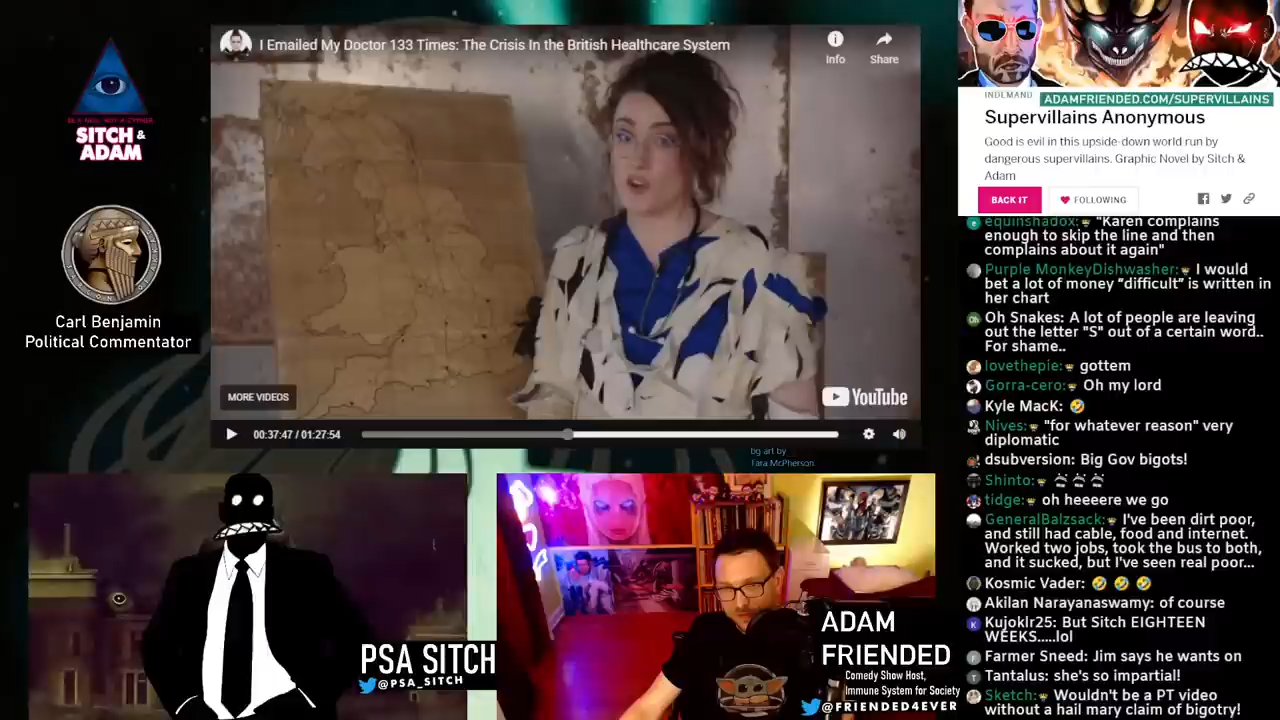 I Emailed My Doctor 133 Times: The Crisis In the British Healthcare System
Info
Share
MORE VIDEOS
YouTube
00:37:47 / 01:27:54
SITCH &
ADAM
Carl Benjamin
Political Commentator
bg art by
Tara McPherson
PSA SITCH
@PSA_SITCH
ADAM
FRIENDED
Comedy Show Host,
Immune System for Society
@FRIENDED4EVER
INDEMAND
ADAMFRIENDED.COM/SUPERVILLAINS
Supervillains Anonymous
Good is evil in this upside-down world run by
dangerous supervillains. Graphic Novel by Sitch &
Adam
BACK IT
FOLLOWING
equinshadox: "Karen complains
enough to skip the line and then
complains about it again"
Purple MonkeyDishwasher: I would
bet a lot of money "difficult" is written in
her chart
Oh Snakes: A lot of people are leaving
out the letter "S" out of a certain word..
For shame..
lovethepie: gottem
Gorra-cero: Oh my lord
Kyle MacK: 🤣
Nives: "for whatever reason" very
diplomatic
dsubversion: Big Gov bigots!
Shinto:
tidge: oh heeeere we go
GeneralBalzsack: I've been dirt poor,
and still had cable, food and internet.
Worked two jobs, took the bus to both,
and it sucked, but I've seen real poor...
Kosmic Vader: 🤣 🤣 🤣
Akilan Narayanaswamy: of course
Kujoklr25: But Sitch EIGHTEEN
WEEKS.....lol
Farmer Sneed: Jim says he wants on
Tantalus: she's so impartial!
Sketch: Wouldn't be a PT video
without a hail mary claim of bigotry!